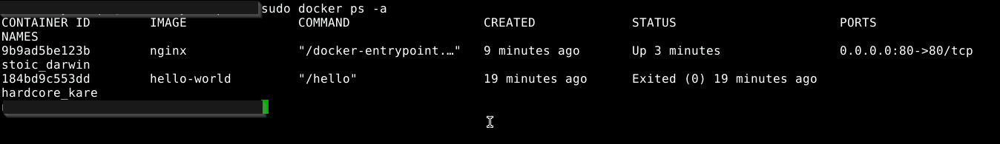 sudo docker ps -a
CONTAINER ID IMAGE COMMAND CREATED STATUS PORTS
NAMES
9b9ad5be123b nginx "/docker-entrypoint.…" 9 minutes ago Up 3 minutes 0.0.0.0:80->80/tcp
stoic_darwin
184bd9c553dd hello-world "/hello" 19 minutes ago Exited (0) 19 minutes ago
hardcore_kare